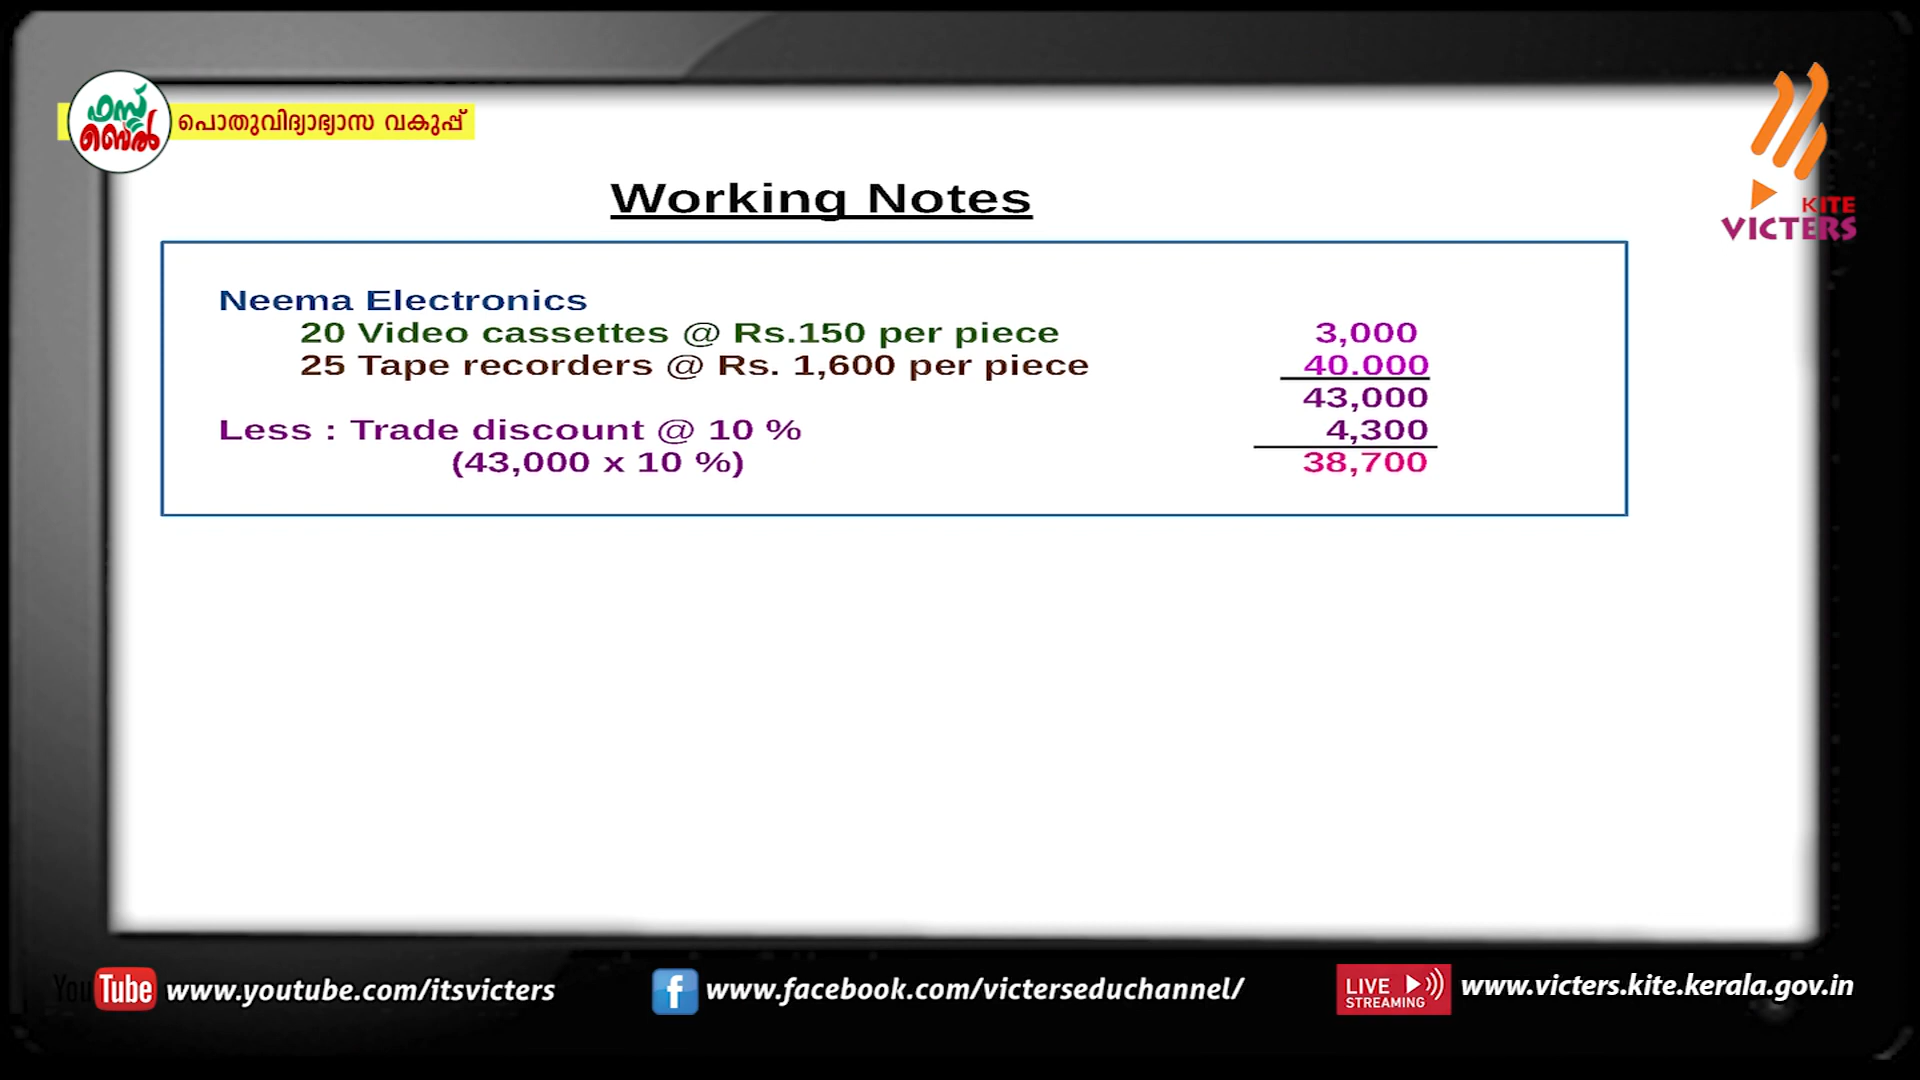 ഫസ്റ്റ്
ബെൽ
പൊതുവിദ്യാഭ്യാസ വകുപ്പ്
KITE
VICTERS
Working Notes
Neema Electronics
20 Video cassettes @ Rs.150 per piece 3,000
25 Tape recorders @ Rs. 1,600 per piece 40.000
43,000
Less : Trade discount @ 10 % 4,300
(43,000 x 10 %) 38,700
You Tube www.youtube.com/itsvicters
f www.facebook.com/victerseduchannel/
LIVE
STREAMING
www.victers.kite.kerala.gov.in